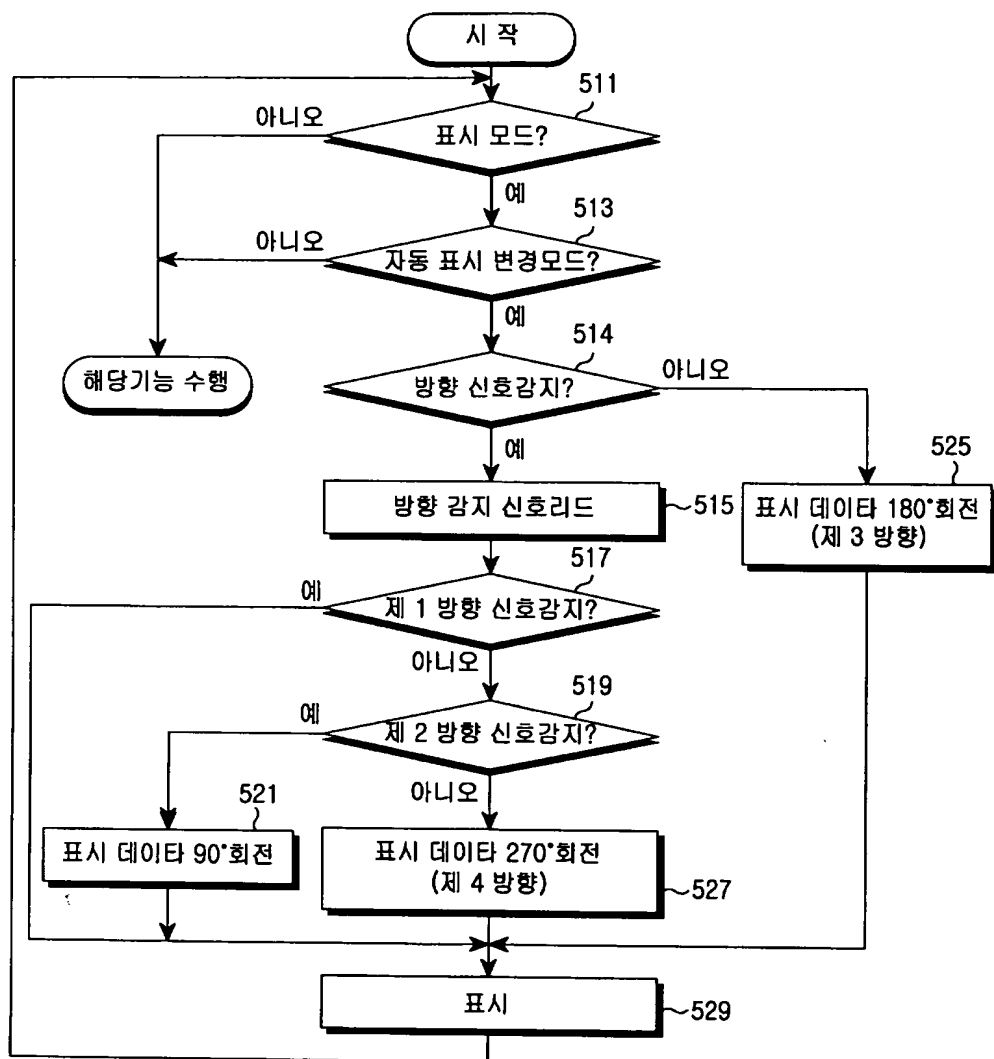 시 작
511
아니오
표시 모드?
예
513
아니오
자동 표시 변경모드?
예
514
해당기능 수행
방향 신호감지?
아니오
예
525
방향 감지 신호리드
515
표시 데이타 180°회전
(제 3 방향)
517
예
제 1 방향 신호감지?
아니오
519
예
제 2 방향 신호감지?
아니오
521
표시 데이타 90°회전
표시 데이타 270°회전
(제 4 방향)
527
표시
529